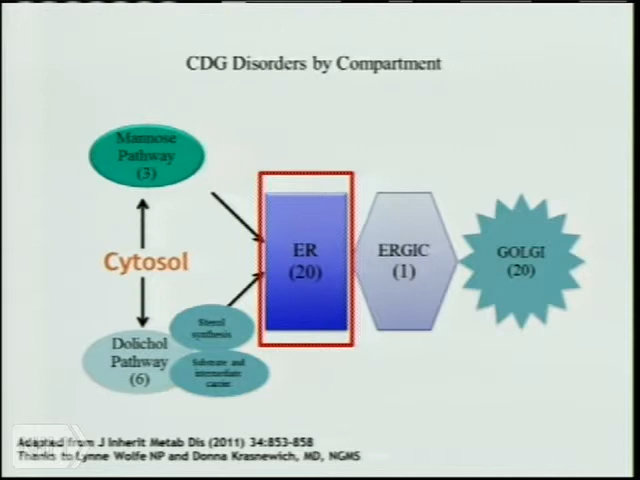 CDG Disorders by Compartment
Mannose
Pathway
(3)
Cytosol
Dolichol
Pathway
(6)
Sterol
synthesis
Substrate and
intermediate
carrier
ER
(20)
ERGIC
(1)
GOLGI
(20)
Adapted from J Inherit Metab Dis (2011) 34:853-858
Thanks to Lynne Wolfe NP and Donna Krasnewich, MD, NGMS